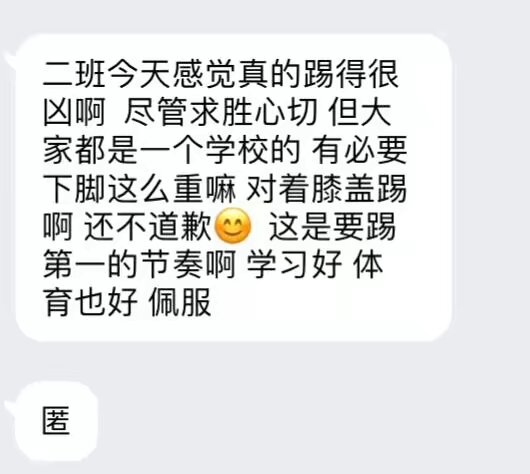 二班今天感觉真的踢得很
凶啊  尽管求胜心切 但大
家都是一个学校的 有必要
下脚这么重嘛 对着膝盖踢
啊 还不道歉😊  这是要踢
第一的节奏啊 学习好 体
育也好 佩服
匿